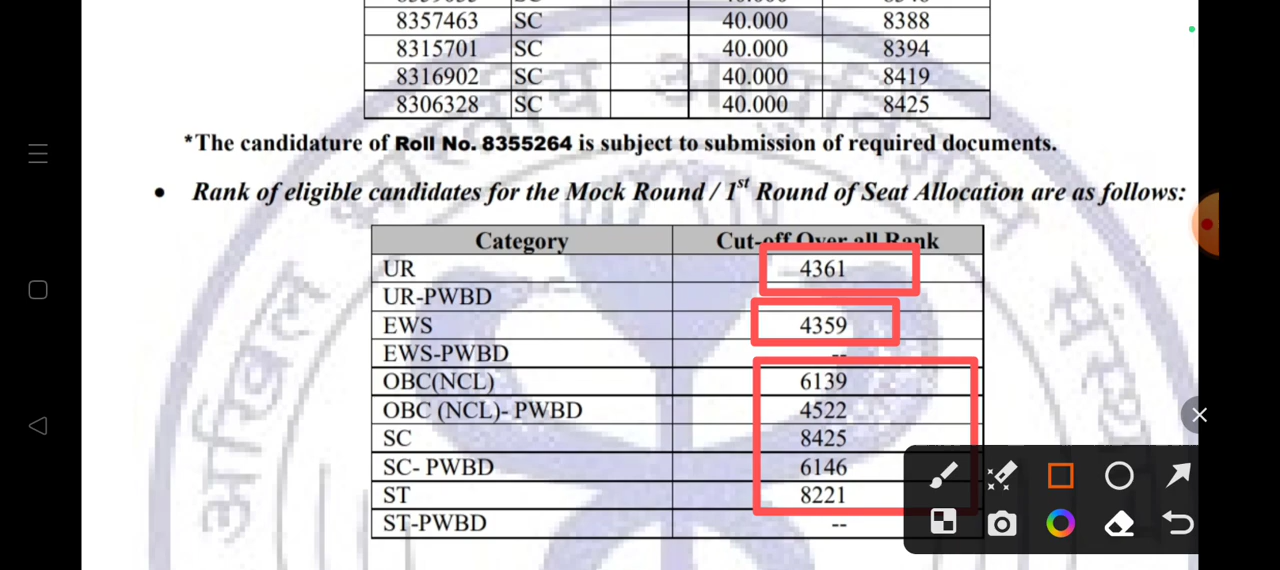 8357463 SC 40.000 8388
8315701 SC 40.000 8394
8316902 SC 40.000 8419
8306328 SC 40.000 8425
*The candidature of Roll No. 8355264 is subject to submission of required documents.
• Rank of eligible candidates for the Mock Round / 1st Round of Seat Allocation are as follows:
Category Cut-off Over all Rank
UR 4361
UR-PWBD
EWS 4359
EWS-PWBD --
OBC(NCL) 6139
OBC (NCL)- PWBD 4522
SC 8425
SC- PWBD 6146
ST 8221
ST-PWBD --
अखिल भारतीय आयुर्विज्ञान